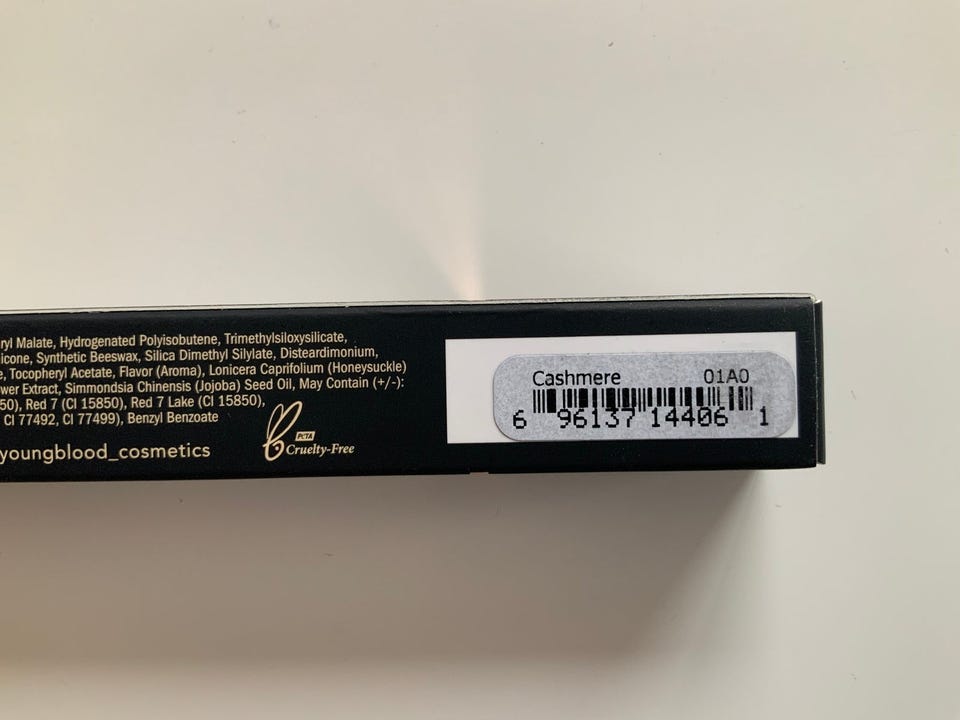 ryl Malate, Hydrogenated Polyisobutene, Trimethylsiloxysilicate,
icone, Synthetic Beeswax, Silica Dimethyl Silylate, Disteardimonium,
e, Tocopheryl Acetate, Flavor (Aroma), Lonicera Caprifolium (Honeysuckle)
wer Extract, Simmondsia Chinensis (Jojoba) Seed Oil, May Contain (+/-):
50), Red 7 (CI 15850), Red 7 Lake (CI 15850),
CI 77492, CI 77499), Benzyl Benzoate
youngblood_cosmetics
PETA
Cruelty-Free
Cashmere 01A0
6 96137 14406 1